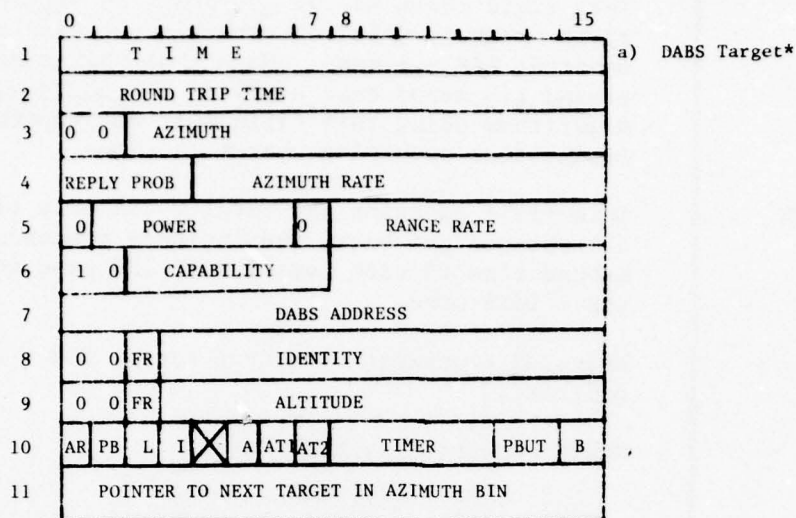 0 7 8 15
1 T I M E a) DABS Target*
2 ROUND TRIP TIME
3 0 0 AZIMUTH
4 REPLY PROB AZIMUTH RATE
5 0 POWER 0 RANGE RATE
6 1 0 CAPABILITY
7 DABS ADDRESS
8 0 0 FR IDENTITY
9 0 0 FR ALTITUDE
10 AR PB L I A AT1 AT2 TIMER PBUT B
11 POINTER TO NEXT TARGET IN AZIMUTH BIN